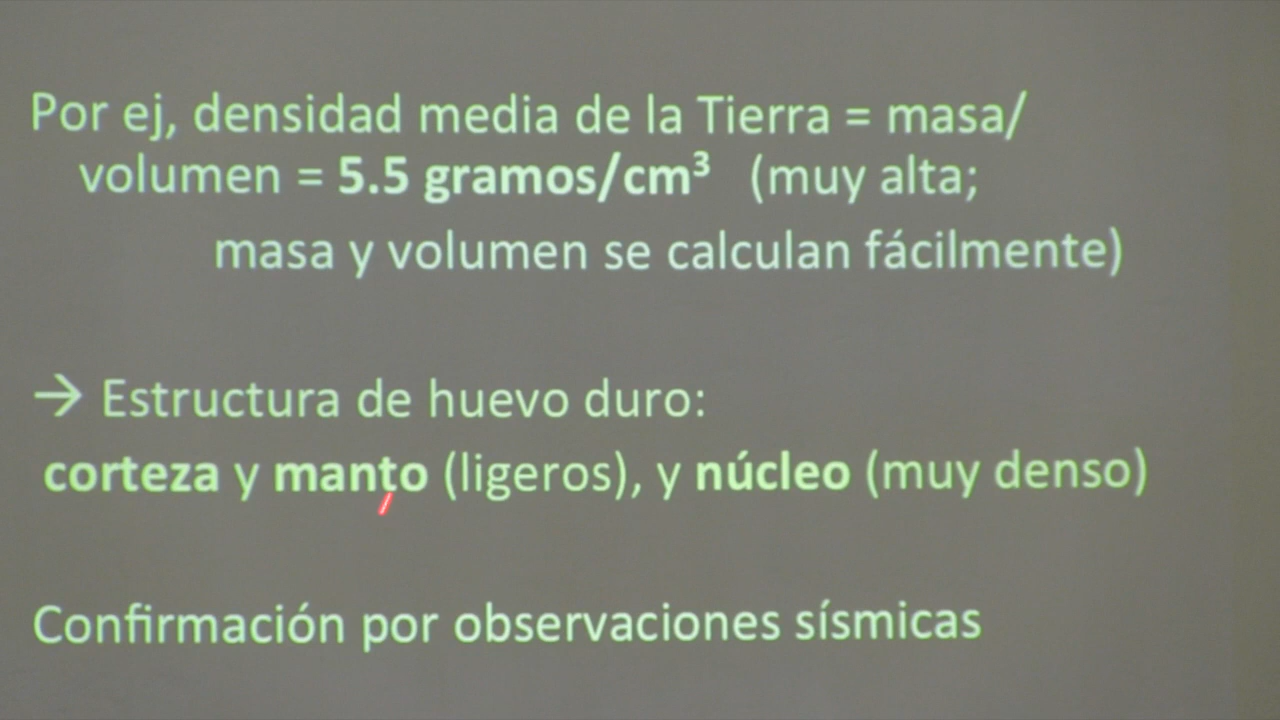 Por ej, densidad media de la Tierra = masa/
volumen = 5.5 gramos/cm³ (muy alta;
masa y volumen se calculan fácilmente)
→ Estructura de huevo duro:
corteza y manto (ligeros), y núcleo (muy denso)
Confirmación por observaciones sísmicas